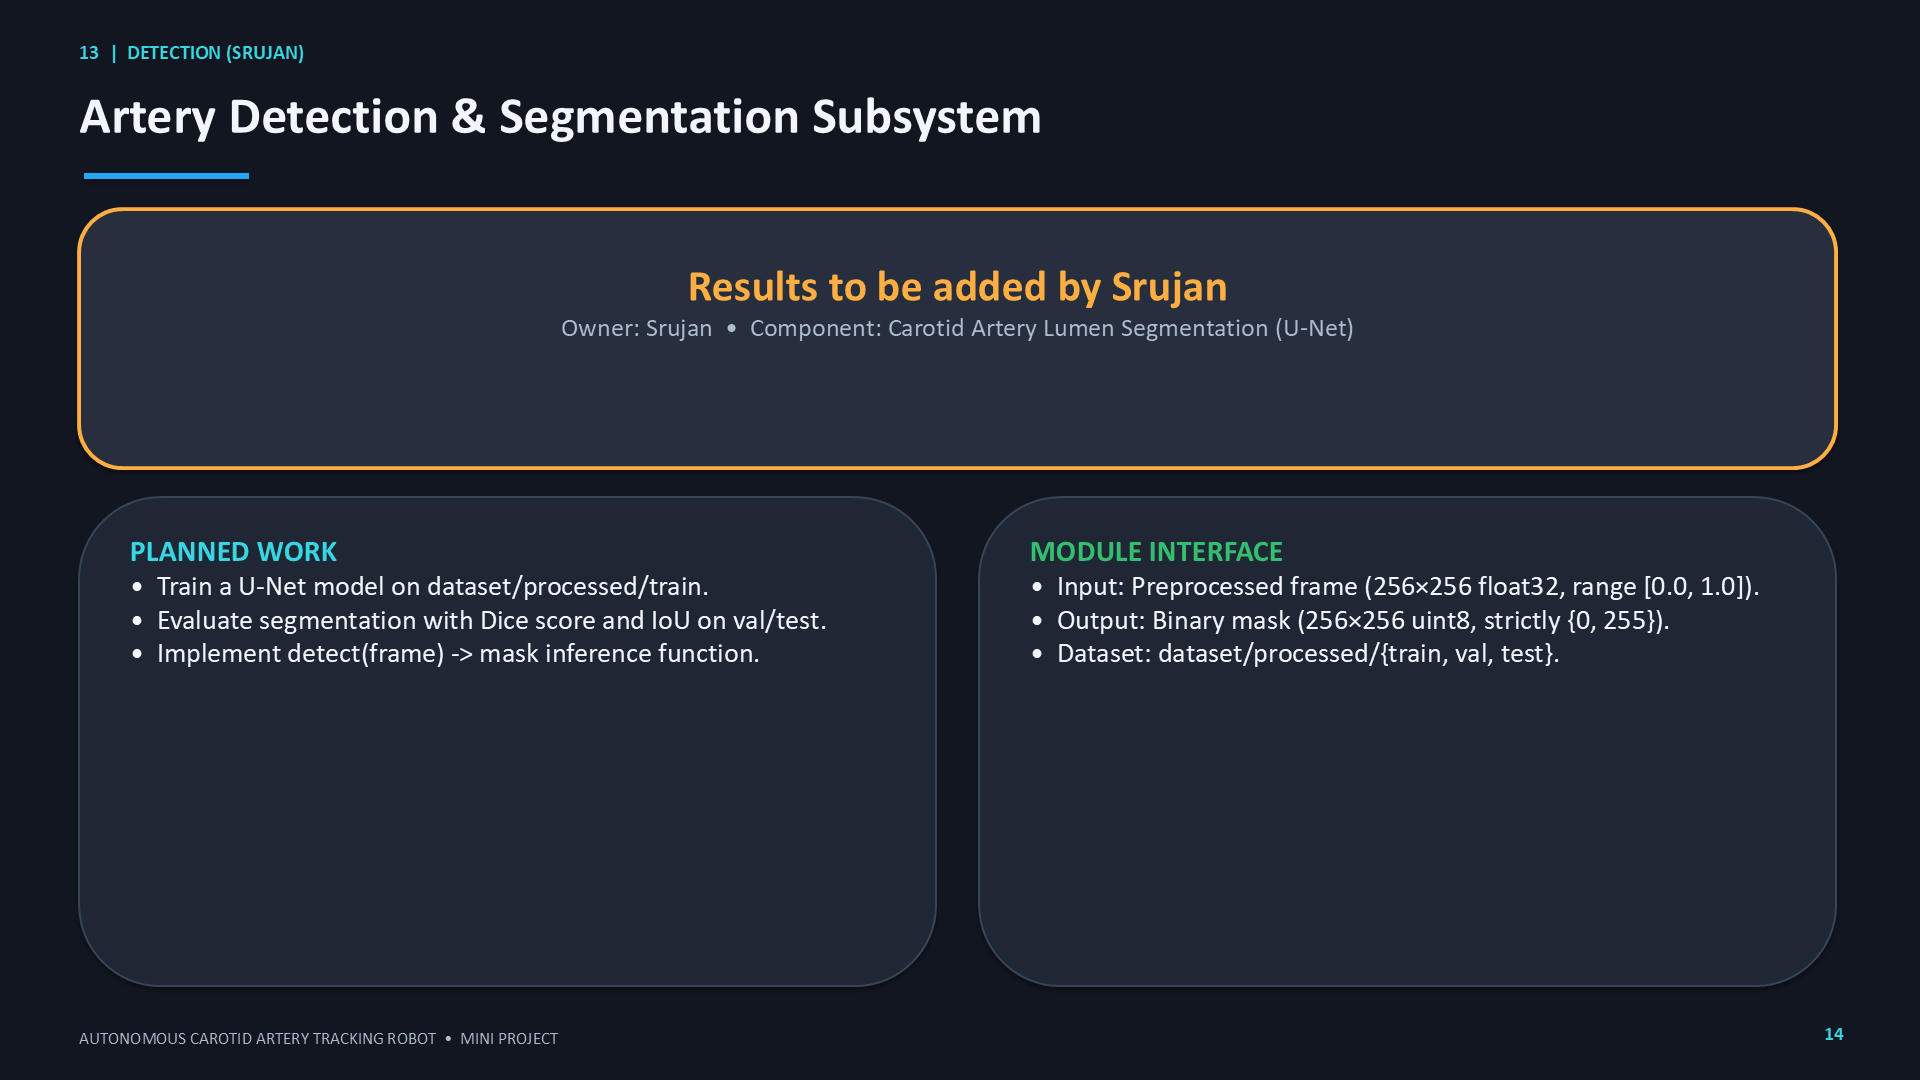 13 | DETECTION (SRUJAN)
Artery Detection & Segmentation Subsystem
Results to be added by Srujan
Owner: Srujan • Component: Carotid Artery Lumen Segmentation (U-Net)
PLANNED WORK
• Train a U-Net model on dataset/processed/train.
• Evaluate segmentation with Dice score and IoU on val/test.
• Implement detect(frame) -> mask inference function.
MODULE INTERFACE
• Input: Preprocessed frame (256×256 float32, range [0.0, 1.0]).
• Output: Binary mask (256×256 uint8, strictly {0, 255}).
• Dataset: dataset/processed/{train, val, test}.
AUTONOMOUS CAROTID ARTERY TRACKING ROBOT • MINI PROJECT
14